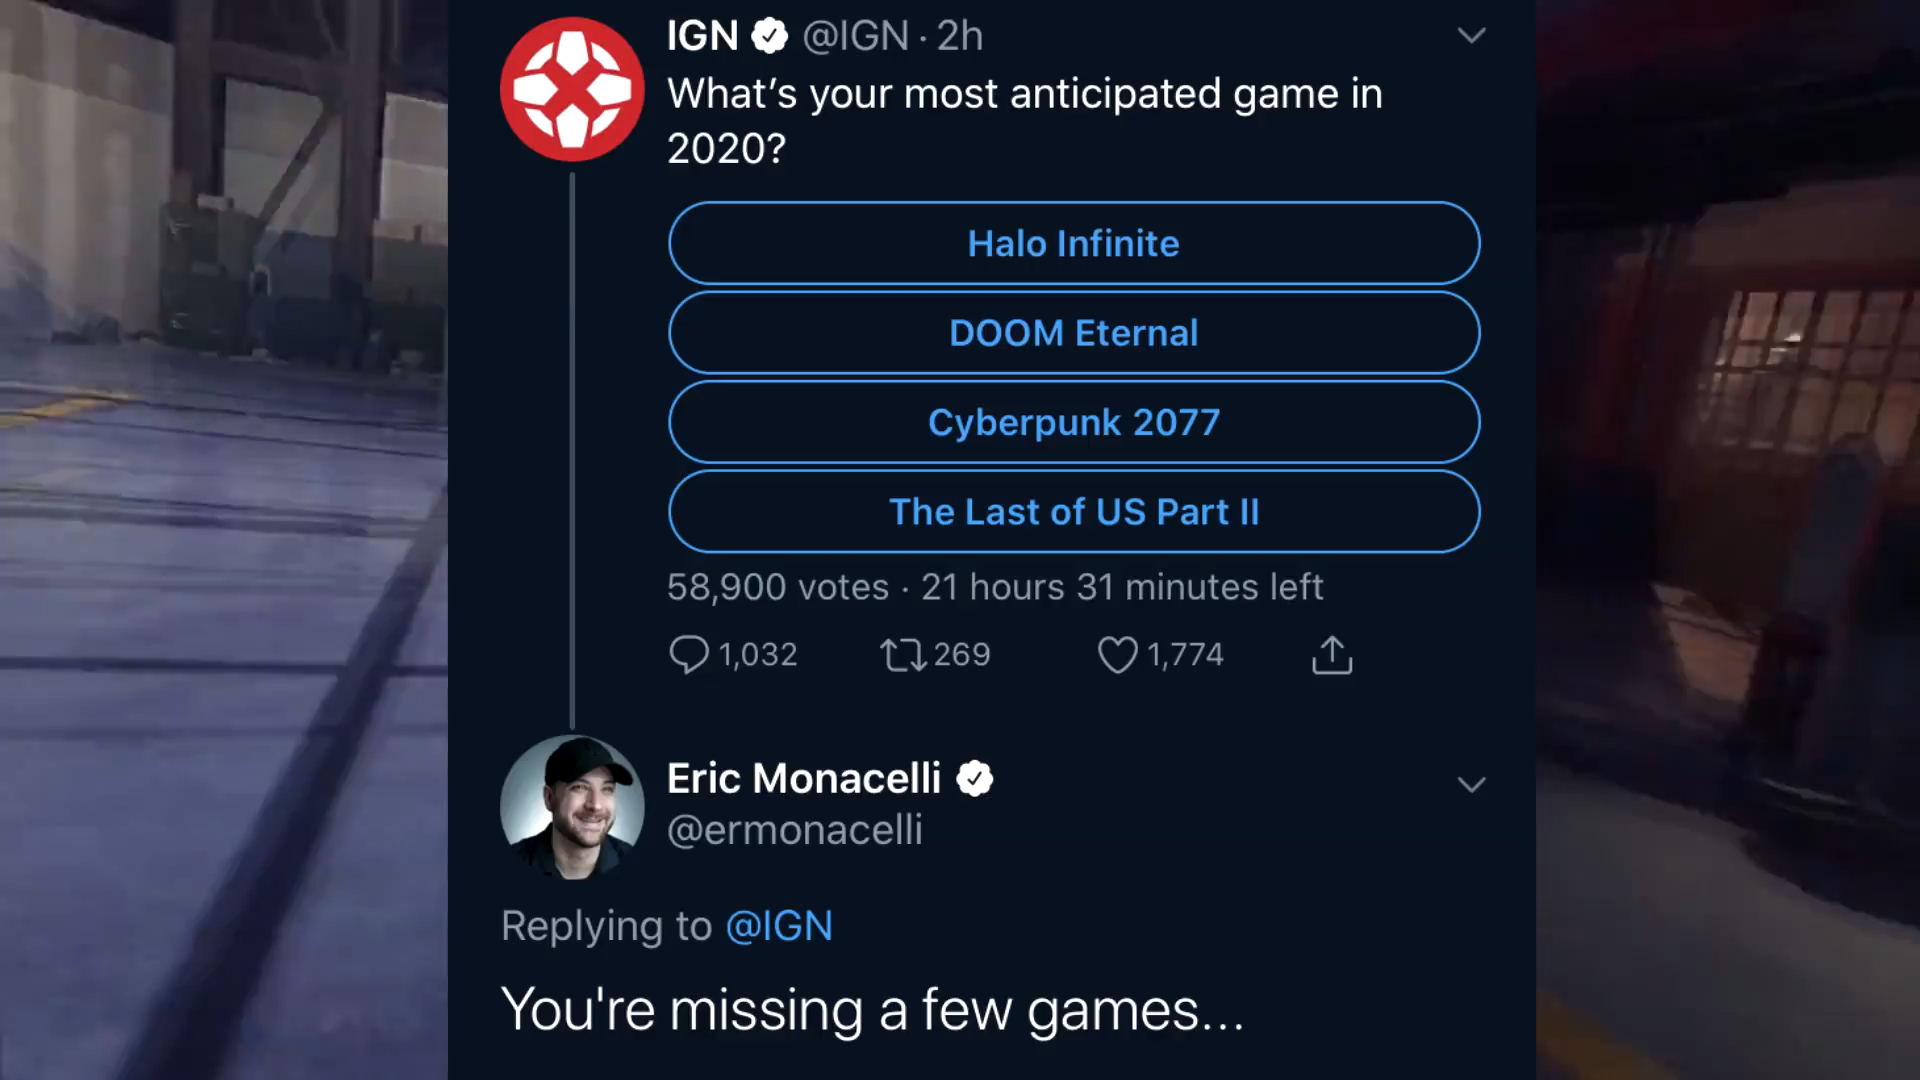 IGN @IGN · 2h
What's your most anticipated game in
2020?
Halo Infinite
DOOM Eternal
Cyberpunk 2077
The Last of US Part II
58,900 votes · 21 hours 31 minutes left
1,032 269 1,774
Eric Monacelli
@ermonacelli
Replying to @IGN
You're missing a few games...